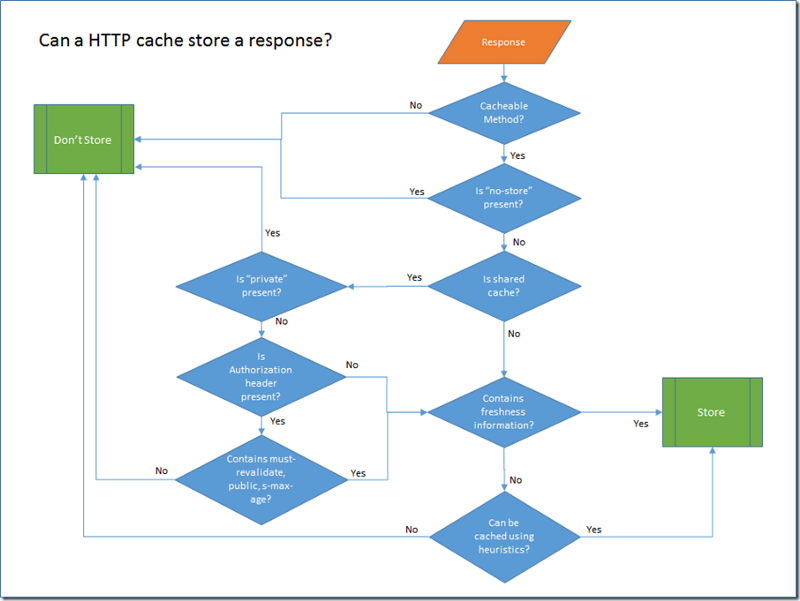 Can a HTTP cache store a response?
Response
No
Cacheable
Method?
Don't Store
Yes
Yes
Is "no-store"
present?
Yes
No
Is "private"
present?
Yes
Is shared
cache?
No
No
Is
Authorization
header
present?
No
Yes
Contains
freshness
information?
Yes
Store
Contains must-
revalidate,
public, s-max-
age?
No
Yes
No
No
Can be
cached using
heuristics?
Yes